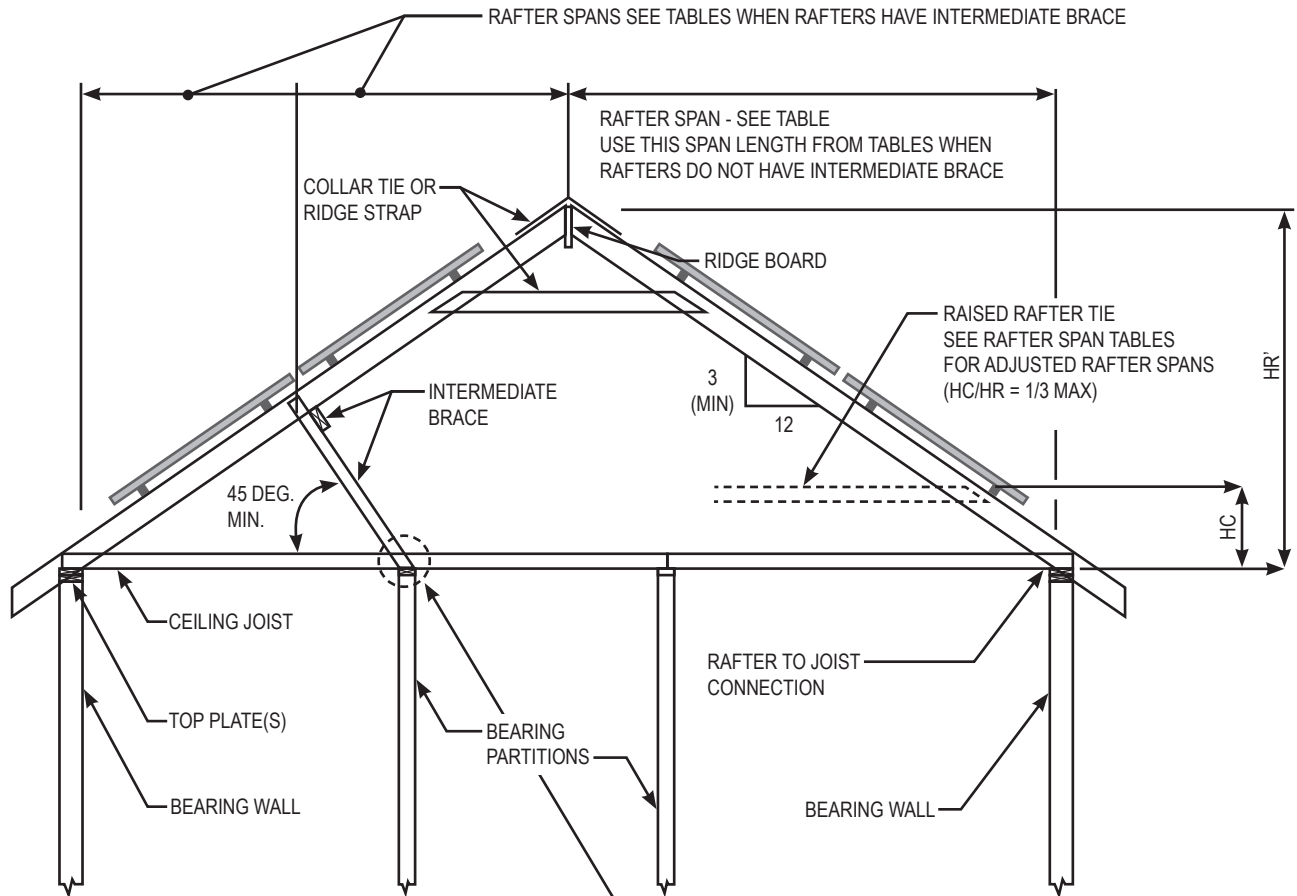 RAFTER SPANS SEE TABLES WHEN RAFTERS HAVE INTERMEDIATE BRACE
RAFTER SPAN - SEE TABLE
USE THIS SPAN LENGTH FROM TABLES WHEN
RAFTERS DO NOT HAVE INTERMEDIATE BRACE
COLLAR TIE OR
RIDGE STRAP
RIDGE BOARD
RAISED RAFTER TIE
SEE RAFTER SPAN TABLES
FOR ADJUSTED RAFTER SPANS
(HC/HR = 1/3 MAX)
HR'
INTERMEDIATE
BRACE
3
(MIN)
12
45 DEG.
MIN.
HC
CEILING JOIST
RAFTER TO JOIST
CONNECTION
TOP PLATE(S)
BEARING
PARTITIONS
BEARING WALL
BEARING WALL